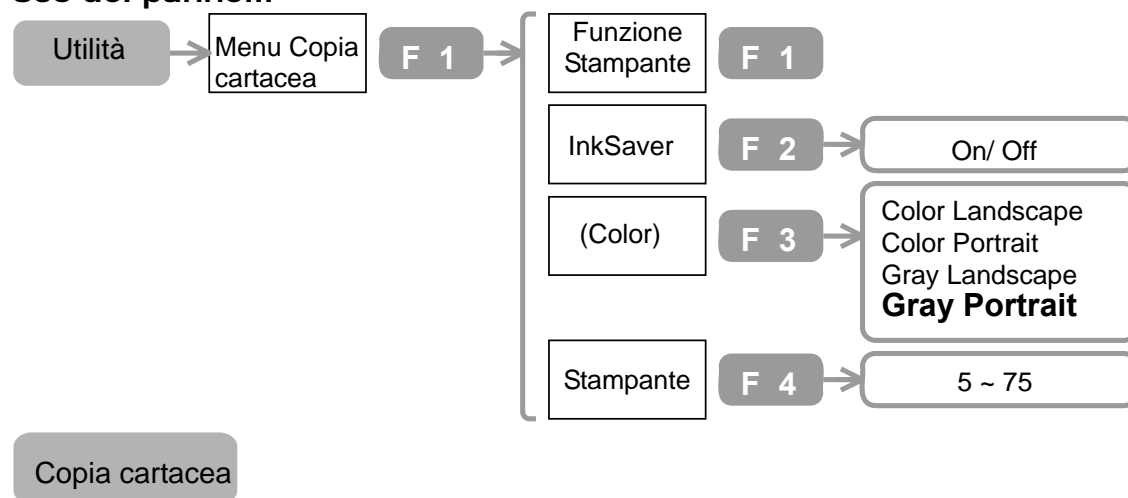 Utilità
Menu Copia
cartacea
F 1
Funzione
Stampante
F 1
InkSaver
F 2
On/ Off
(Color)
F 3
Color Landscape
Color Portrait
Gray Landscape
Gray Portrait
Stampante
F 4
5 ~ 75
Copia cartacea